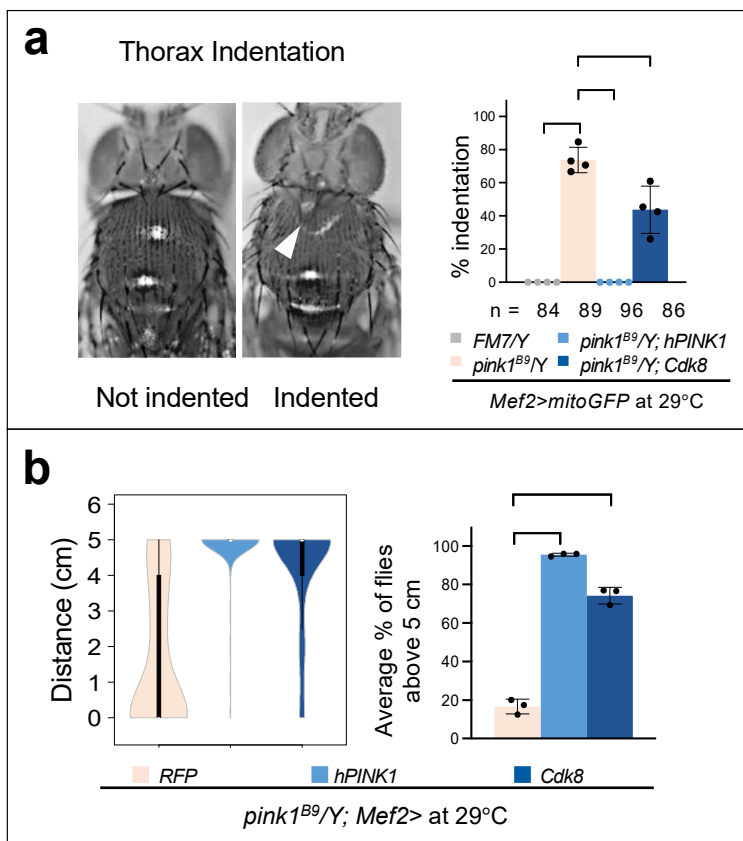 a
Thorax Indentation
Not indented
Indented
% indentation
100
80
60
40
20
0
n = 84 89 96 86
FM7/Y
pink1ᴮ⁹/Y; hPINK1
pink1ᴮ⁹/Y
pink1ᴮ⁹/Y; Cdk8
Mef2>mitoGFP at 29°C
b
Distance (cm)
6
5
4
3
2
1
0
Average % of flies
above 5 cm
100
80
60
40
20
0
RFP
hPINK1
Cdk8
pink1ᴮ⁹/Y; Mef2> at 29°C